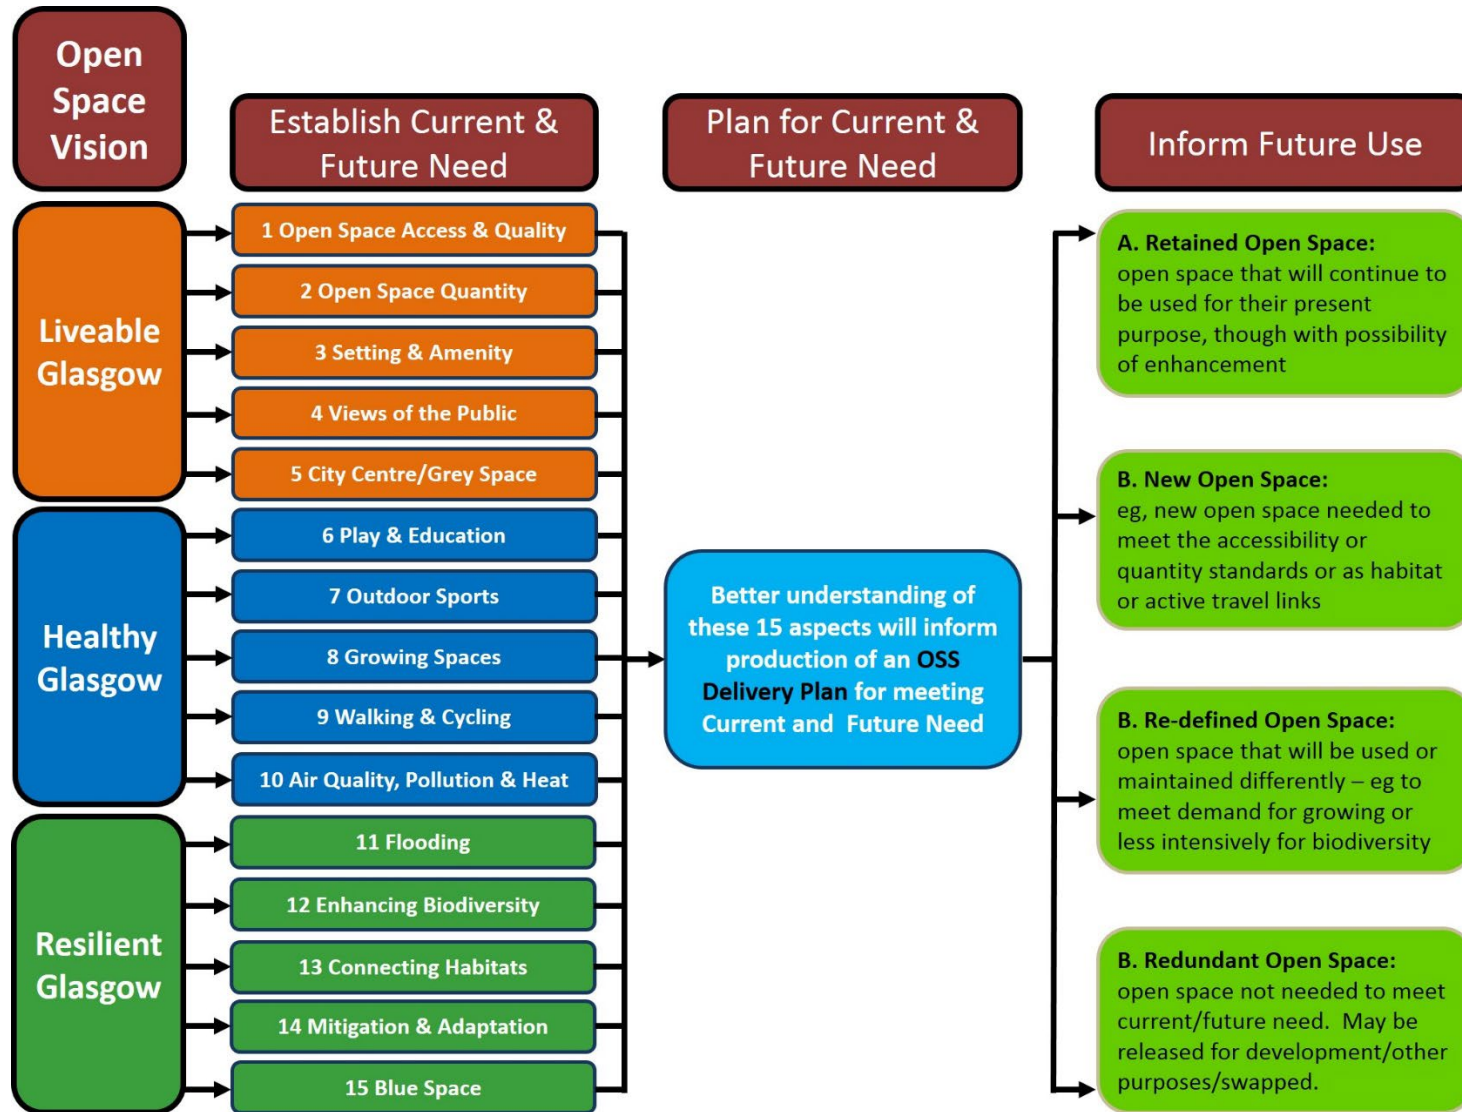 Open
Space
Vision
Establish Current &
Future Need
Plan for Current &
Future Need
Inform Future Use
Liveable
Glasgow
1 Open Space Access & Quality
2 Open Space Quantity
3 Setting & Amenity
4 Views of the Public
5 City Centre/Grey Space
Healthy
Glasgow
6 Play & Education
7 Outdoor Sports
8 Growing Spaces
9 Walking & Cycling
10 Air Quality, Pollution & Heat
Resilient
Glasgow
11 Flooding
12 Enhancing Biodiversity
13 Connecting Habitats
14 Mitigation & Adaptation
15 Blue Space
Better understanding of
these 15 aspects will inform
production of an OSS
Delivery Plan for meeting
Current and  Future Need
A. Retained Open Space:
open space that will continue to
be used for their present
purpose, though with possibility
of enhancement
B. New Open Space:
eg, new open space needed to
meet the accessibility or
quantity standards or as habitat
or active travel links
B. Re-defined Open Space:
open space that will be used or
maintained differently – eg to
meet demand for growing or
less intensively for biodiversity
B. Redundant Open Space:
open space not needed to meet
current/future need.  May be
released for development/other
purposes/swapped.